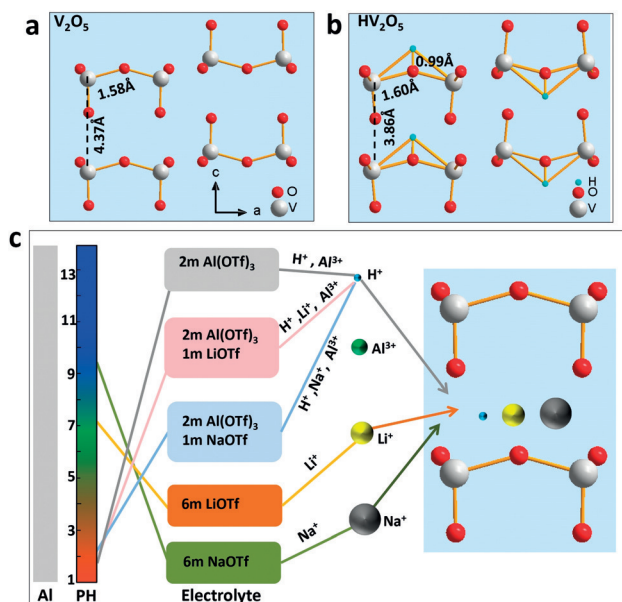 a V₂O₅
1.58Å
4.37Å
c
a
O
V
b HV₂O₅
0.99Å
1.60Å
3.86Å
H
O
V
c
13
11
9
7
5
3
1
Al
PH
2m Al(OTf)₃
2m Al(OTf)₃
1m LiOTf
2m Al(OTf)₃
1m NaOTf
6m LiOTf
6m NaOTf
Electrolyte
H⁺, Al³⁺
H⁺,Li⁺, Al³⁺
H⁺,Na⁺, Al³⁺
Li⁺
Na⁺
H⁺
Al³⁺
Li⁺
Na⁺